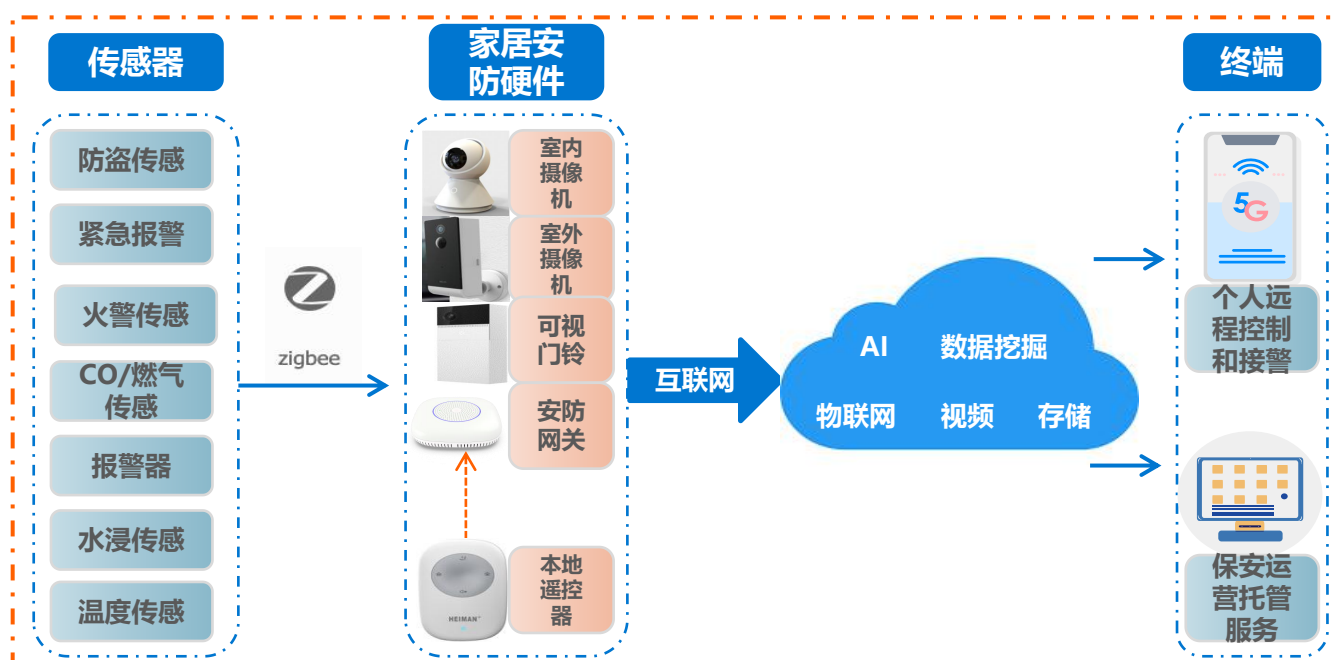 传感器
家居安
防硬件
终端
防盗传感
紧急报警
火警传感
CO/燃气
传感
报警器
水浸传感
温度传感
zigbee
室内
摄像
机
室外
摄像
机
可视
门铃
安防
网关
本地
遥控
器
HEIMAN
互联网
AI 数据挖掘
物联网 视频 存储
5G
个人远
程控制
和接警
保安运
营托管
服务